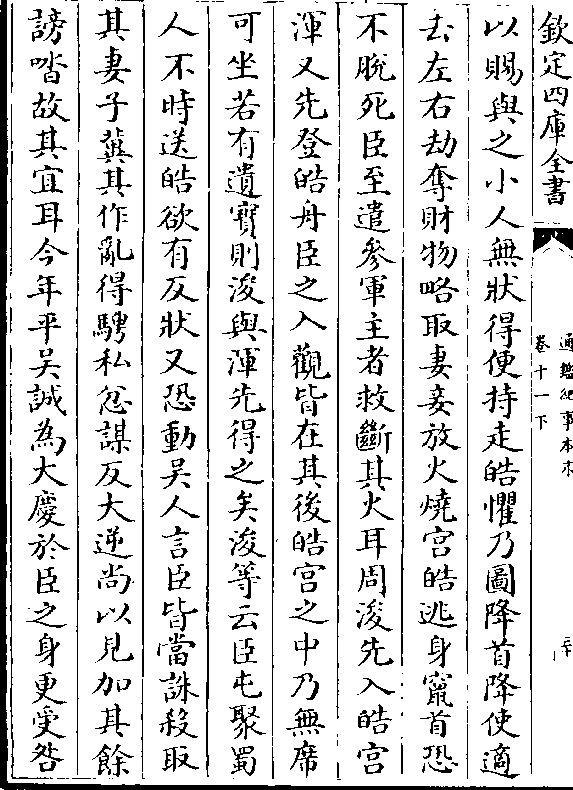 欽定四庫全書
通鑑紀事本末
卷十一下
以賜與之小人無狀得便持走皓懼乃圖降首降使適
去左右劫奪財物略取妻妾放火燒宫皓逃身竄首恐
不脫死臣至遣參軍主者救斷其火耳周浚先入皓宫
渾又先登皓舟臣之入觀皆在其後皓宫之中乃無席
可坐若有遺寳則浚與渾先得之矣浚等云臣屯聚蜀
人不時送皓欲有反狀又恐動吴人言臣皆當誅殺取
其妻子冀其作亂得騁私忿謀反大逆尚以見加其餘
謗㗳故其宜耳今年平吴誠為大慶於臣之身更受咎